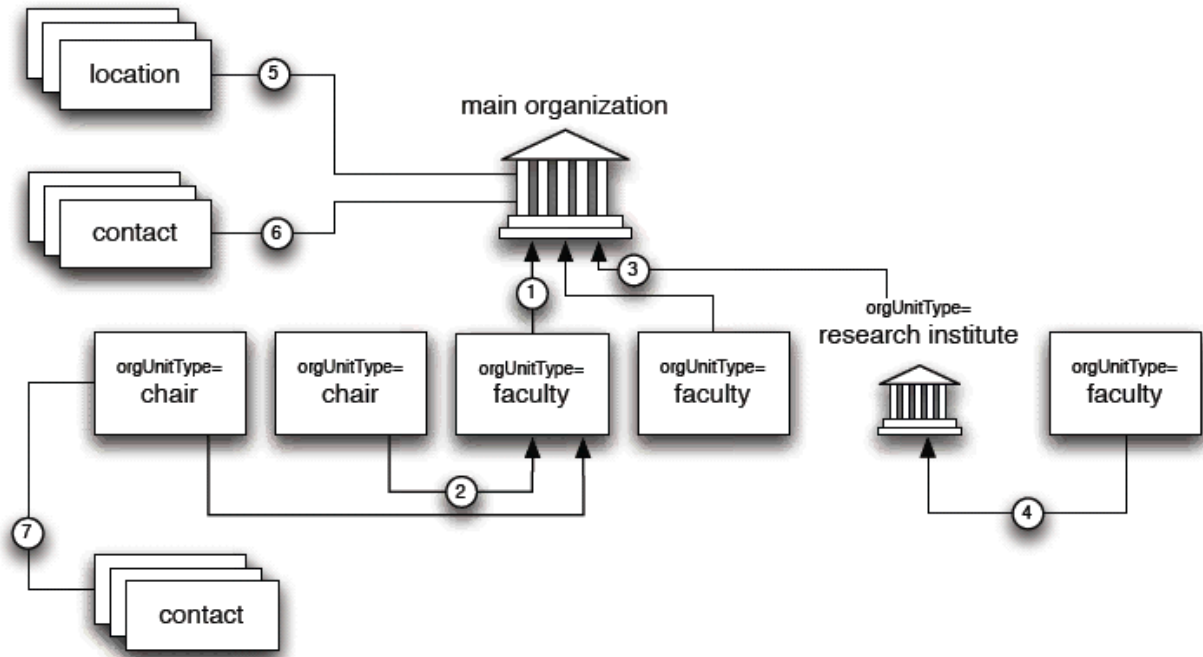 location
5
main organization
contact
6
3
1
orgUnitType=
research institute
orgUnitType=
chair
orgUnitType=
chair
orgUnitType=
faculty
orgUnitType=
faculty
orgUnitType=
faculty
2
4
7
contact